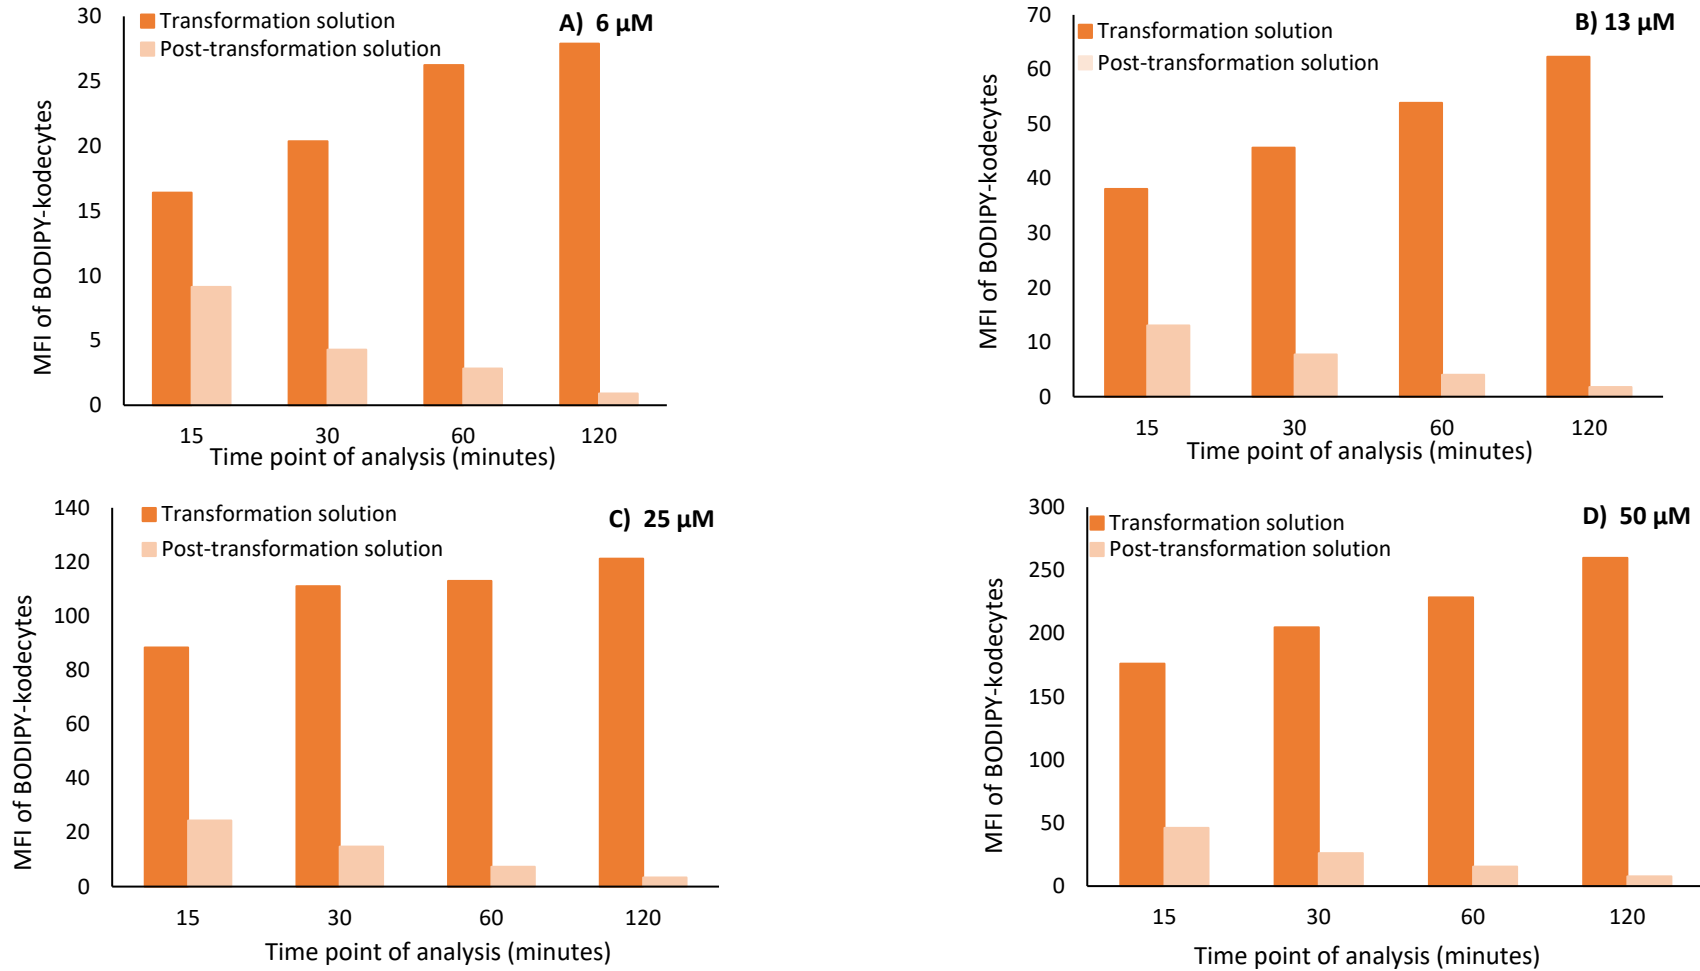 A) 6 µM
Transformation solution
Post-transformation solution
MFI of BODIPY-kodecytes
30
25
20
15
10
5
0
15 30 60 120
Time point of analysis (minutes)
B) 13 µM
Transformation solution
Post-transformation solution
MFI of BODIPY-kodecytes
70
60
50
40
30
20
10
0
15 30 60 120
Time point of analysis (minutes)
C) 25 µM
Transformation solution
Post-transformation solution
MFI of BODIPY-kodecytes
140
120
100
80
60
40
20
0
15 30 60 120
Time point of analysis (minutes)
D) 50 µM
Transformation solution
Post-transformation solution
MFI of BODIPY-kodecytes
300
250
200
150
100
50
0
15 30 60 120
Time point of analysis (minutes)